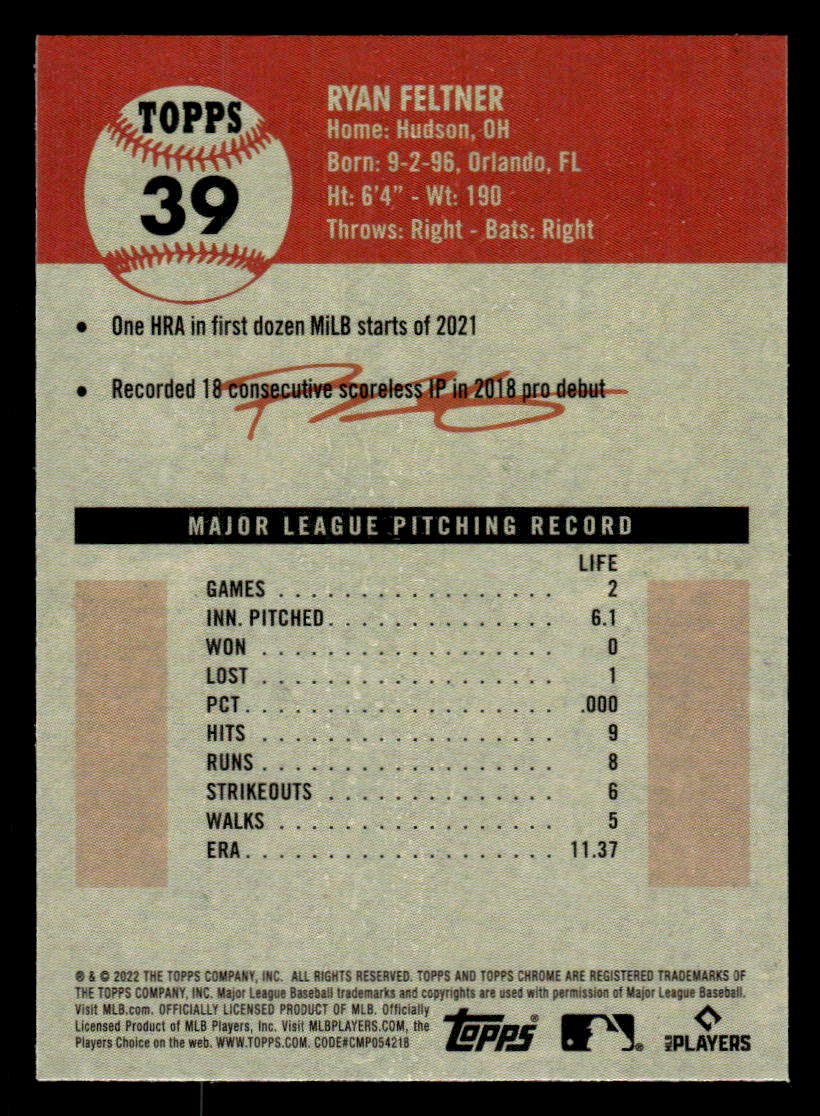 TOPPS
39
RYAN FELTNER
Home: Hudson, OH
Born: 9-2-96, Orlando, FL
Ht: 6'4" - Wt: 190
Throws: Right - Bats: Right
• One HRA in first dozen MiLB starts of 2021
• Recorded 18 consecutive scoreless IP in 2018 pro debut
MAJOR LEAGUE PITCHING RECORD
LIFE
GAMES . . . . . . . . . . . . . . . . . 2
INN. PITCHED. . . . . . . . . . . . . . 6.1
WON . . . . . . . . . . . . . . . . . . 0
LOST . . . . . . . . . . . . . . . . . . 1
PCT. . . . . . . . . . . . . . . . . . . .000
HITS . . . . . . . . . . . . . . . . . . 9
RUNS. . . . . . . . . . . . . . . . . . 8
STRIKEOUTS . . . . . . . . . . . . . . 6
WALKS . . . . . . . . . . . . . . . . . 5
ERA. . . . . . . . . . . . . . . . . . . 11.37
® & © 2022 THE TOPPS COMPANY, INC. ALL RIGHTS RESERVED. TOPPS AND TOPPS CHROME ARE REGISTERED TRADEMARKS OF
THE TOPPS COMPANY, INC. Major League Baseball trademarks and copyrights are used with permission of Major League Baseball.
Visit MLB.com. OFFICIALLY LICENSED PRODUCT OF MLB. Officially
Licensed Product of MLB Players, Inc. Visit MLBPLAYERS.COM, the
Players Choice on the web. WWW.TOPPS.COM. CODE#CMP054218
TOPPS®
MLB PLAYERS